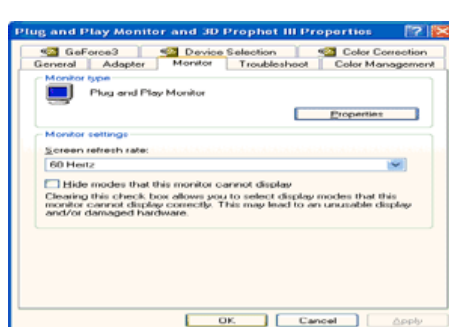 Plug and Play Monitor and 3D Prophet III Properties
GeForce3 Device Selection Color Correction
General Adapter Monitor Troubleshoot Color Management
Monitor type
Plug and Play Monitor
Properties
Monitor settings
Screen refresh rate:
60 Hertz
Hide modes that this monitor cannot display
Clearing this check box allows you to select display modes that this
monitor cannot display correctly. This may lead to an unusable display
and/or damaged hardware.
OK Cancel Apply